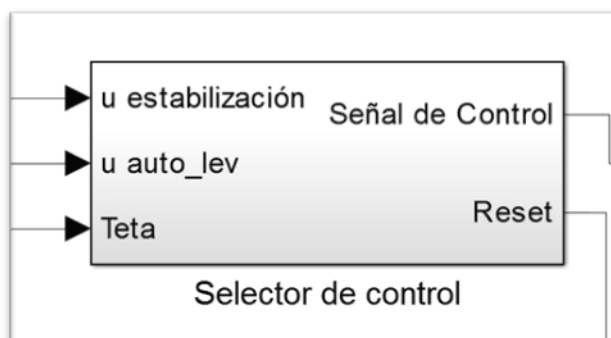 u estabilización
Señal de Control
u auto_lev
Reset
Teta
Selector de control